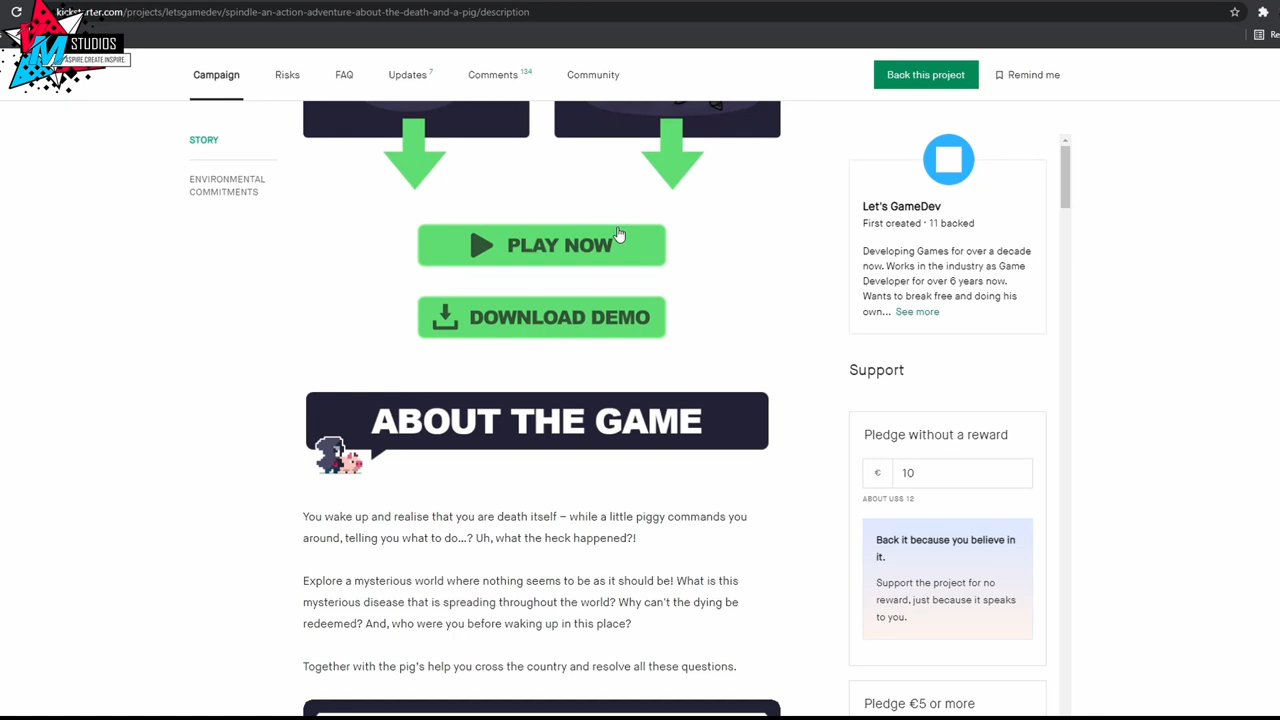 kickstarter.com/projects/letsgamedev/spindle-an-action-adventure-about-the-death-and-a-pig/description
VM
STUDIOS
ASPIRE.CREATE.INSPIRE.
Re
Campaign Risks FAQ Updates 7 Comments 134 Community Back this project Remind me
STORY
ENVIRONMENTAL
COMMITMENTS
PLAY NOW
DOWNLOAD DEMO
ABOUT THE GAME
You wake up and realise that you are death itself – while a little piggy commands you
around, telling you what to do...? Uh, what the heck happened?!
Explore a mysterious world where nothing seems to be as it should be! What is this
mysterious disease that is spreading throughout the world? Why can't the dying be
redeemed? And, who were you before waking up in this place?
Together with the pig's help you cross the country and resolve all these questions.
Let's GameDev
First created · 11 backed
Developing Games for over a decade
now. Works in the industry as Game
Developer for over 6 years now.
Wants to break free and doing his
own... See more
Support
Pledge without a reward
€ 10
ABOUT US$ 12
Back it because you believe in
it.
Support the project for no
reward, just because it speaks
to you.
Pledge €5 or more